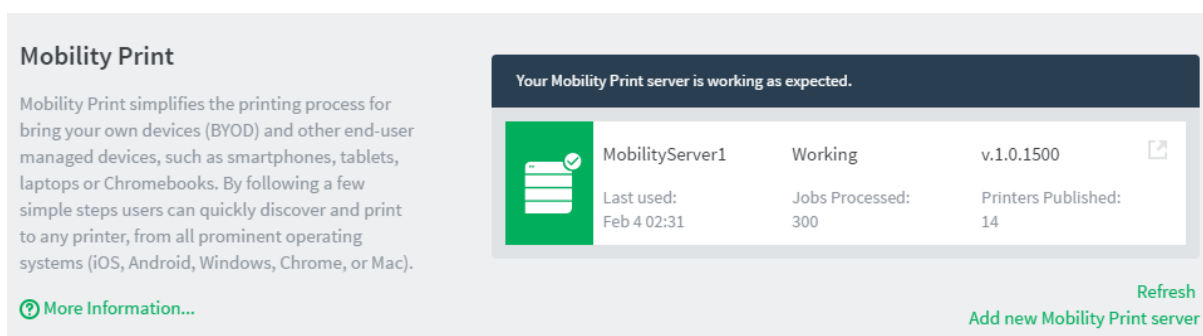 Mobility Print
Mobility Print simplifies the printing process for
bring your own devices (BYOD) and other end-user
managed devices, such as smartphones, tablets,
laptops or Chromebooks. By following a few
simple steps users can quickly discover and print
to any printer, from all prominent operating
systems (iOS, Android, Windows, Chrome, or Mac).
More Information...
Your Mobility Print server is working as expected.
MobilityServer1 Working v.1.0.1500
Last used: Jobs Processed: Printers Published:
Feb 4 02:31 300 14
Refresh
Add new Mobility Print server